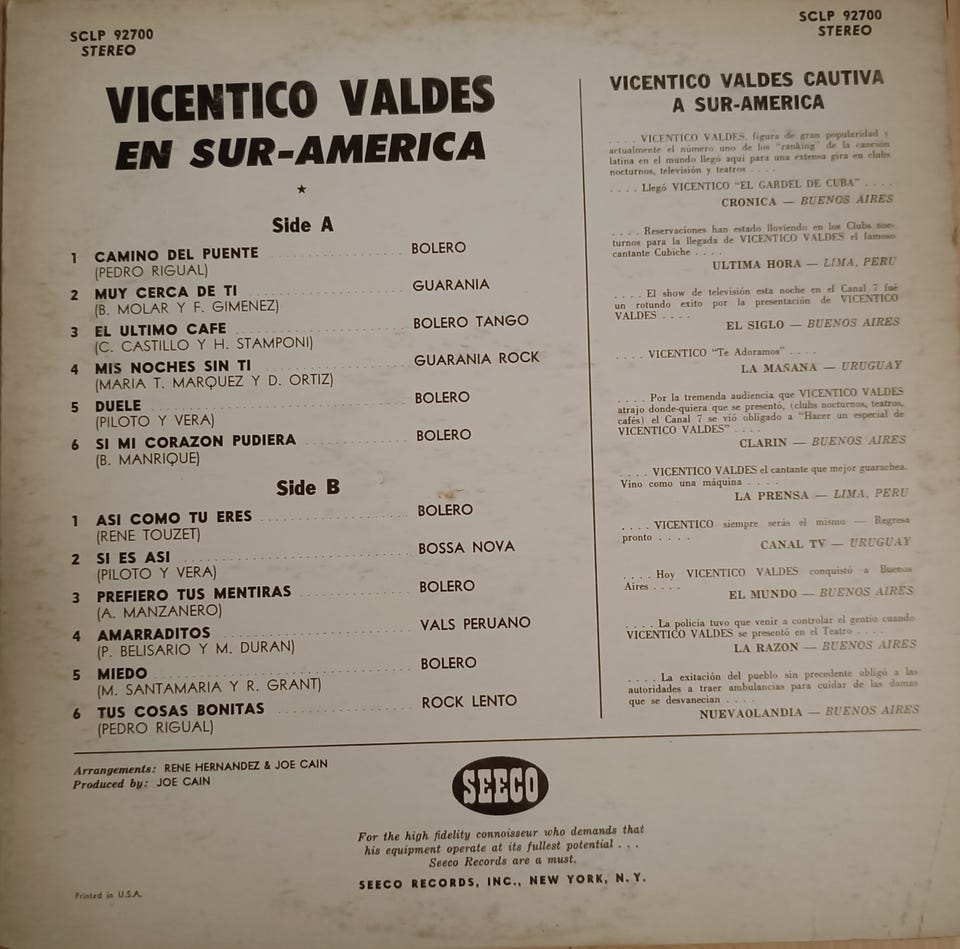 SCLP 92700
STEREO
SCLP 92700
STEREO
VICENTICO VALDES
EN SUR-AMERICA
★
Side A
1 CAMINO DEL PUENTE . . . . . . . . . . BOLERO
(PEDRO RIGUAL)
2 MUY CERCA DE TI . . . . . . . . . . GUARANIA
(B. MOLAR Y F. GIMENEZ)
3 EL ULTIMO CAFE . . . . . . . . . . BOLERO TANGO
(C. CASTILLO Y H. STAMPONI)
4 MIS NOCHES SIN TI . . . . . . . . . . GUARANIA ROCK
(MARIA T. MARQUEZ Y D. ORTIZ)
5 DUELE . . . . . . . . . . BOLERO
(PILOTO Y VERA)
6 SI MI CORAZON PUDIERA . . . . . . . . . . BOLERO
(B. MANRIQUE)
Side B
1 ASI COMO TU ERES . . . . . . . . . . BOLERO
(RENE TOUZET)
2 SI ES ASI . . . . . . . . . . BOSSA NOVA
(PILOTO Y VERA)
3 PREFIERO TUS MENTIRAS . . . . . . . . . . BOLERO
(A. MANZANERO)
4 AMARRADITOS . . . . . . . . . . VALS PERUANO
(P. BELISARIO Y M. DURAN)
5 MIEDO . . . . . . . . . . BOLERO
(M. SANTAMARIA Y R. GRANT)
6 TUS COSAS BONITAS . . . . . . . . . . ROCK LENTO
(PEDRO RIGUAL)
VICENTICO VALDES CAUTIVA
A SUR-AMERICA
. . . . VICENTICO VALDES, figura de gran popularidad y
actualmente el número uno de los "ranking" de la canción
latina en el mundo llegó aquí para una extensa gira en clubs
nocturnos, televisión y teatros . . . .
. . . . Llegó VICENTICO "EL GARDEL DE CUBA" . . . .
CRONICA — BUENOS AIRES
. . . . Reservaciones han estado lloviendo en los Clubs noc-
turnos para la llegada de VICENTICO VALDES el famoso
cantante Cubiche . . . .
ULTIMA HORA — LIMA, PERU
. . . . El show de televisión esta noche en el Canal 7 fué
un rotundo exito por la presentación de VICENTICO
VALDES . . . .
EL SIGLO — BUENOS AIRES
. . . . VICENTICO "Te Adoramos" . . . .
LA MAÑANA — URUGUAY
. . . . Por la tremenda audiencia que VICENTICO VALDES
atrajo donde-quiera que se presentó, (clubs nocturnos, teatros,
cafés) el Canal 7 se vió obligado a "Hacer un especial de
VICENTICO VALDES" . . . .
CLARIN — BUENOS AIRES
. . . . VICENTICO VALDES el cantante que mejor guarachea.
Vino como una máquina . . . .
LA PRENSA — LIMA, PERU
. . . . VICENTICO siempre serás el mismo — Regresa
pronto . . . .
CANAL TV — URUGUAY
. . . . Hoy VICENTICO VALDES conquistó a Buenos
Aires . . . .
EL MUNDO — BUENOS AIRES
. . . . La policía tuvo que venir a controlar el gentío cuando
VICENTICO VALDES se presentó en el Teatro . . . .
LA RAZON — BUENOS AIRES
. . . . La exitación del pueblo sin precedente obligó a las
autoridades a traer ambulancias para cuidar de las damas
que se desvanecían . . . .
NUEVAOLANDIA — BUENOS AIRES
Arrangements: RENE HERNANDEZ & JOE CAIN
Produced by: JOE CAIN
SEECO
For the high fidelity connoisseur who demands that
his equipment operate at its fullest potential . . .
Seeco Records are a must.
SEECO RECORDS, INC., NEW YORK, N. Y.
Printed in U.S.A.